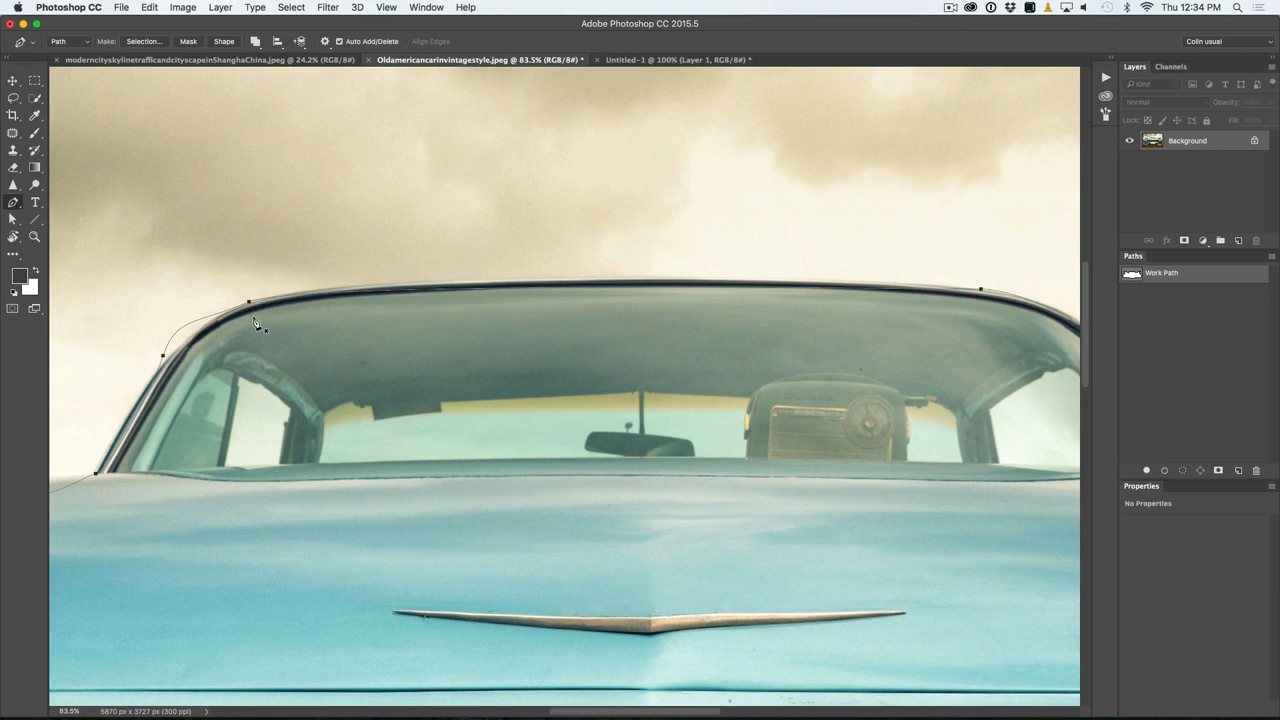 Photoshop CC File Edit Image Layer Type Select Filter 3D View Window Help Thu 12:34 PM
Adobe Photoshop CC 2015.5
Path Make: Selection... Mask Shape Auto Add/Delete Align Edges Colin usual
moderncityskylinetrafficandcityscapeinShanghaChina.jpeg @ 24.2% (RGB/8#) Oldamericancarinvintagestyle.jpeg @ 83.5% (RGB/8#) * Untitled-1 @ 100% (Layer 1, RGB/8#) *
Layers Channels
Kind
Normal Opacity: 100%
Lock: Fill: 100%
Background
Paths
Work Path
Properties
No Properties
83.5% 5870 px x 3727 px (300 ppi)